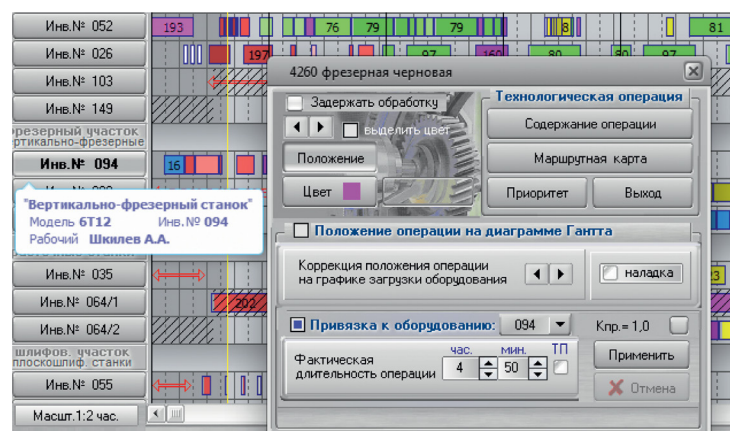 Инв.№ 052
193
76
79
79
8
81
Инв.№ 026
197
97
160
80
80
97
Инв.№ 103
Инв.№ 149
фрезерный участок
ртикально-фрезерные
Инв.№ 094
16
"Вертикально-фрезерный станок"
Модель 6Т12 Инв.№ 094
Рабочий Шкилев А.А.
Инв.№ 035
Инв.№ 064/1
202
Инв.№ 064/2
шлифов. участок
плоскошлиф. станки
Инв.№ 055
Масшт.1:2 час.
4260 фрезерная черновая
Задержать обработку
выделить цвет
Положение
Цвет
Технологическая операция
Содержание операции
Маршрутная карта
Приоритет
Выход
Положение операции на диаграмме Гантта
Коррекция положения операции
на графике загрузки оборудования
наладка
Привязка к оборудованию: 094
Кпр.= 1,0
час. мин. ТП
Фактическая
длительность операции 4 50
Применить
Отмена